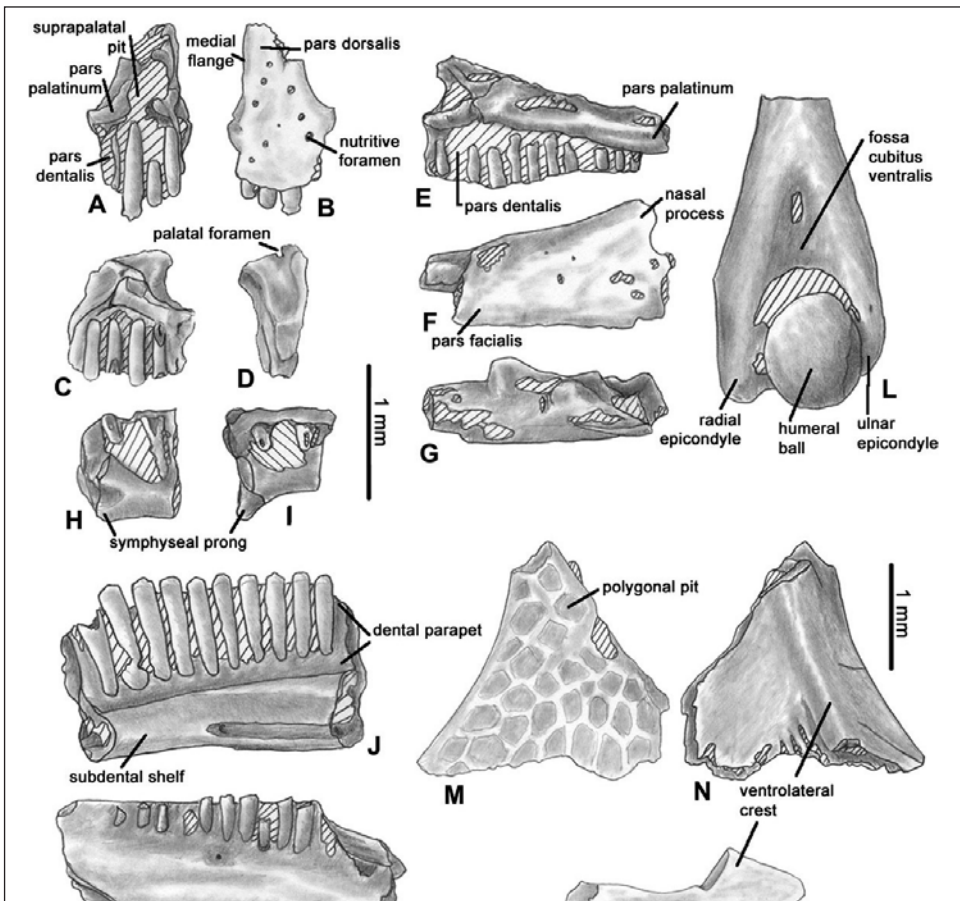 suprapalatal
pit
pars
palatinum
pars
dentalis
A
medial
flange
pars dorsalis
nutritive
foramen
B
pars palatinum
E
pars dentalis
nasal
process
F
pars facialis
G
fossa
cubitus
ventralis
L
radial
epicondyle
humeral
ball
ulnar
epicondyle
palatal foramen
C
D
1 mm
H
I
symphyseal prong
dental parapet
J
subdental shelf
polygonal pit
M
N
1 mm
ventrolateral
crest